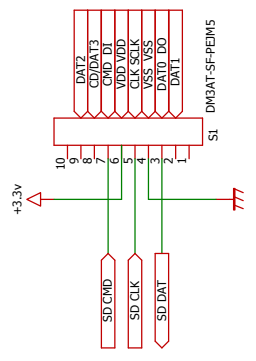 DAT2
CD/DAT3
CMD DI
VDD VDD
CLK SCLK
VSS VSS
DAT0 DO
DAT1
DM3AT-SF-PEJM5
S1
10
9
8
7
6
5
4
3
2
1
+3.3v
SD CMD
SD CLK
SD DAT